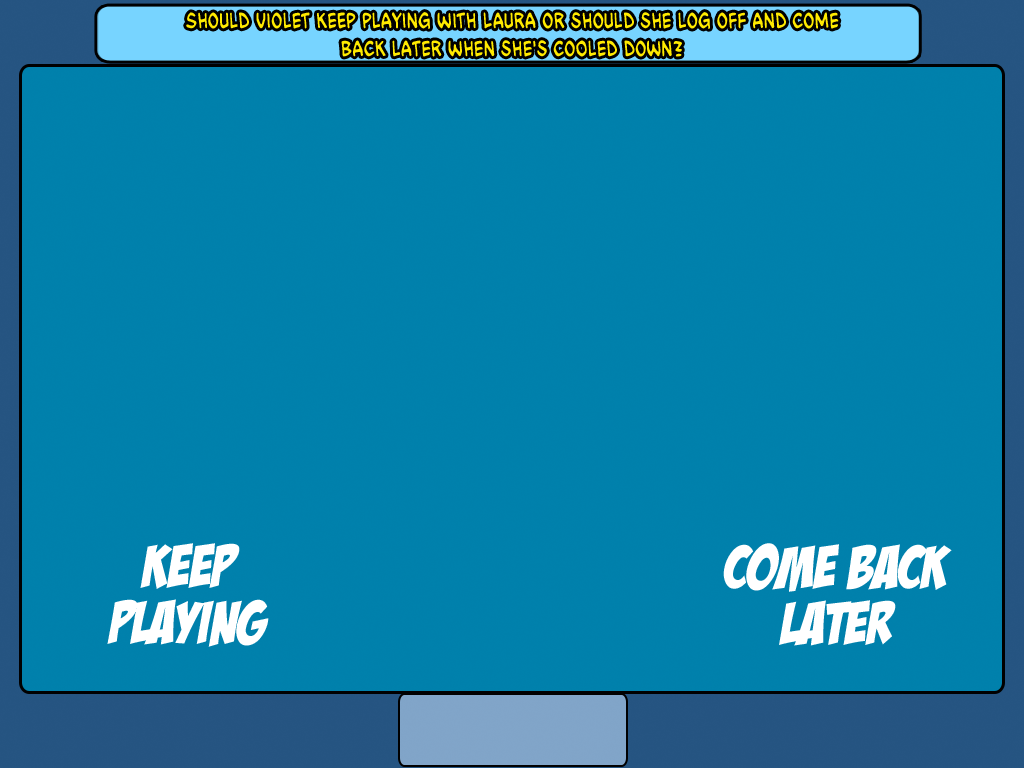 SHOULD VIOLET KEEP PLAYING WITH LAURA OR SHOULD SHE LOG OFF AND COME
BACK LATER WHEN SHE'S COOLED DOWN?
KEEP
PLAYING
COME BACK
LATER